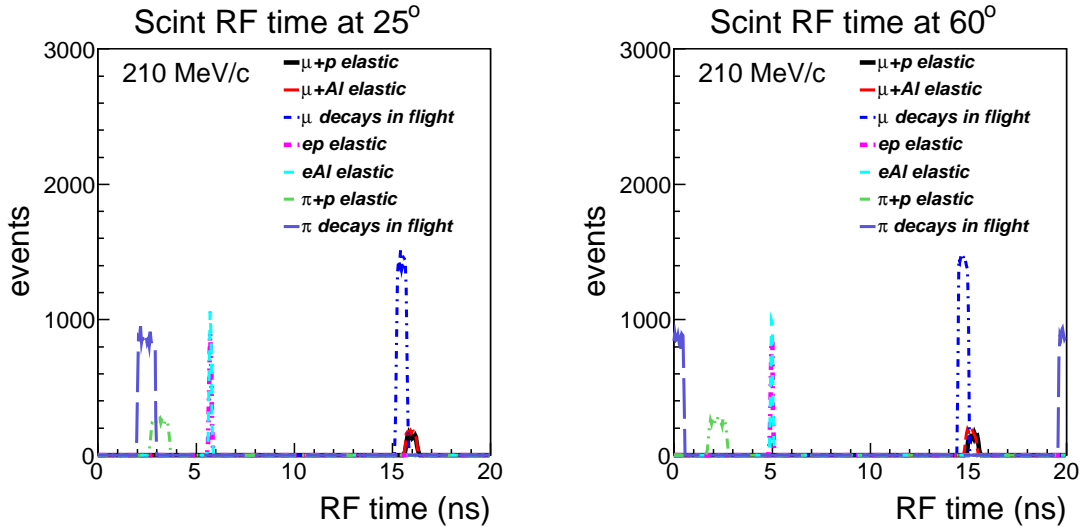 Scint RF time at 25o
3000
2000
1000
0
events
210 MeV/c
μ+p elastic
μ+Al elastic
μ decays in flight
ep elastic
eAl elastic
π+p elastic
π decays in flight
0 5 10 15 20
RF time (ns)
Scint RF time at 60o
3000
2000
1000
0
events
210 MeV/c
μ+p elastic
μ+Al elastic
μ decays in flight
ep elastic
eAl elastic
π+p elastic
π decays in flight
0 5 10 15 20
RF time (ns)